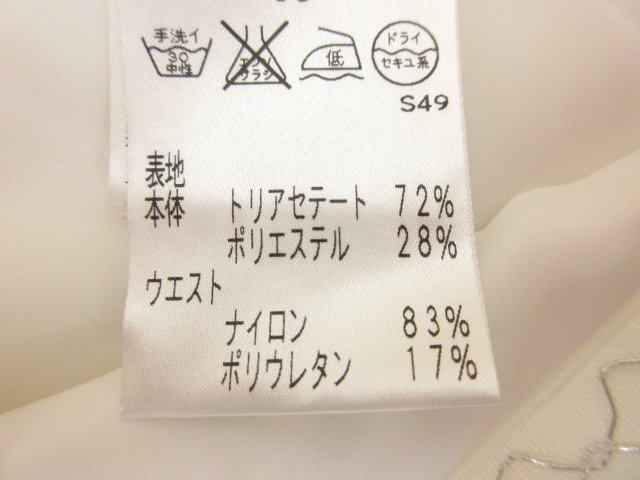 手洗イ
30
中性
エンソ
サラシ
低
ドライ
セキユ系
S49
表地
本体 トリアセテート 72%
ポリエステル 28%
ウエスト
ナイロン 83%
ポリウレタン 17%